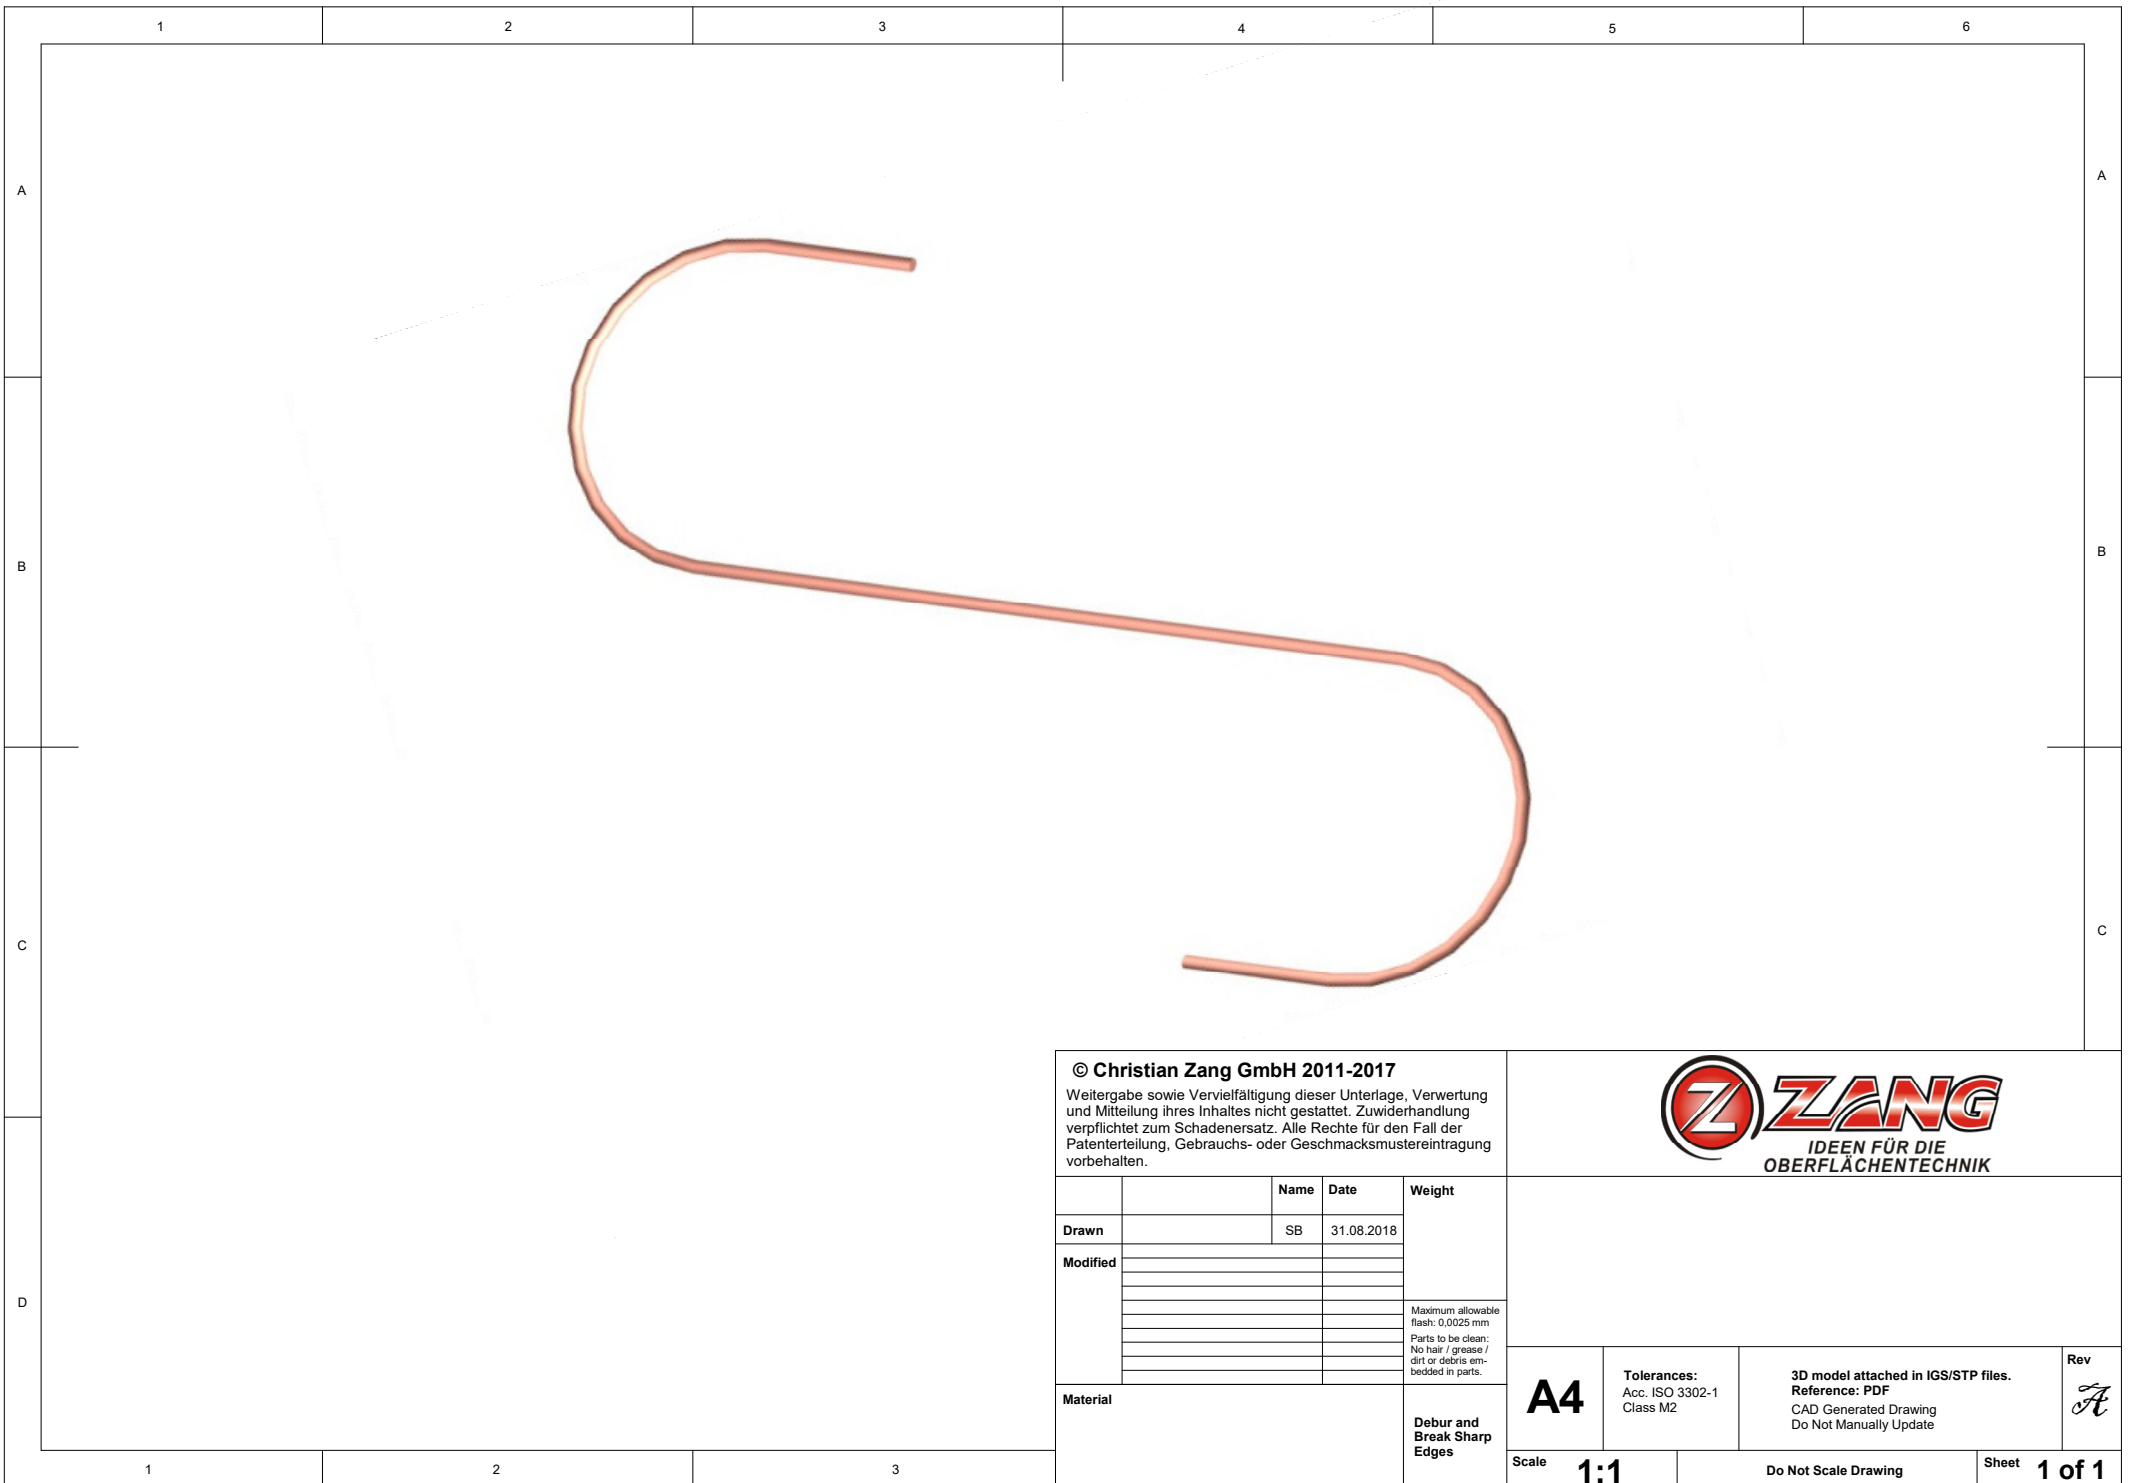 1 2 3 4 5 6
A A
B B
C C
D
© Christian Zang GmbH 2011-2017
Weitergabe sowie Vervielfältigung dieser Unterlage, Verwertung
und Mitteilung ihres Inhaltes nicht gestattet. Zuwiderhandlung
verpflichtet zum Schadenersatz. Alle Rechte für den Fall der
Patenterteilung, Gebrauchs- oder Geschmacksmustereintragung
vorbehalten.
Z ZANG
IDEEN FÜR DIE
OBERFLÄCHENTECHNIK
Name Date Weight
Drawn SB 31.08.2018
Modified
Maximum allowable
flash: 0,0025 mm
Parts to be clean:
No hair / grease /
dirt or debris em-
bedded in parts.
Material
Debur and
Break Sharp
Edges
A4
Tolerances:
Acc. ISO 3302-1
Class M2
3D model attached in IGS/STP files.
Reference: PDF
CAD Generated Drawing
Do Not Manually Update
Rev
A
Scale 1:1 Do Not Scale Drawing Sheet 1 of 1
1 2 3